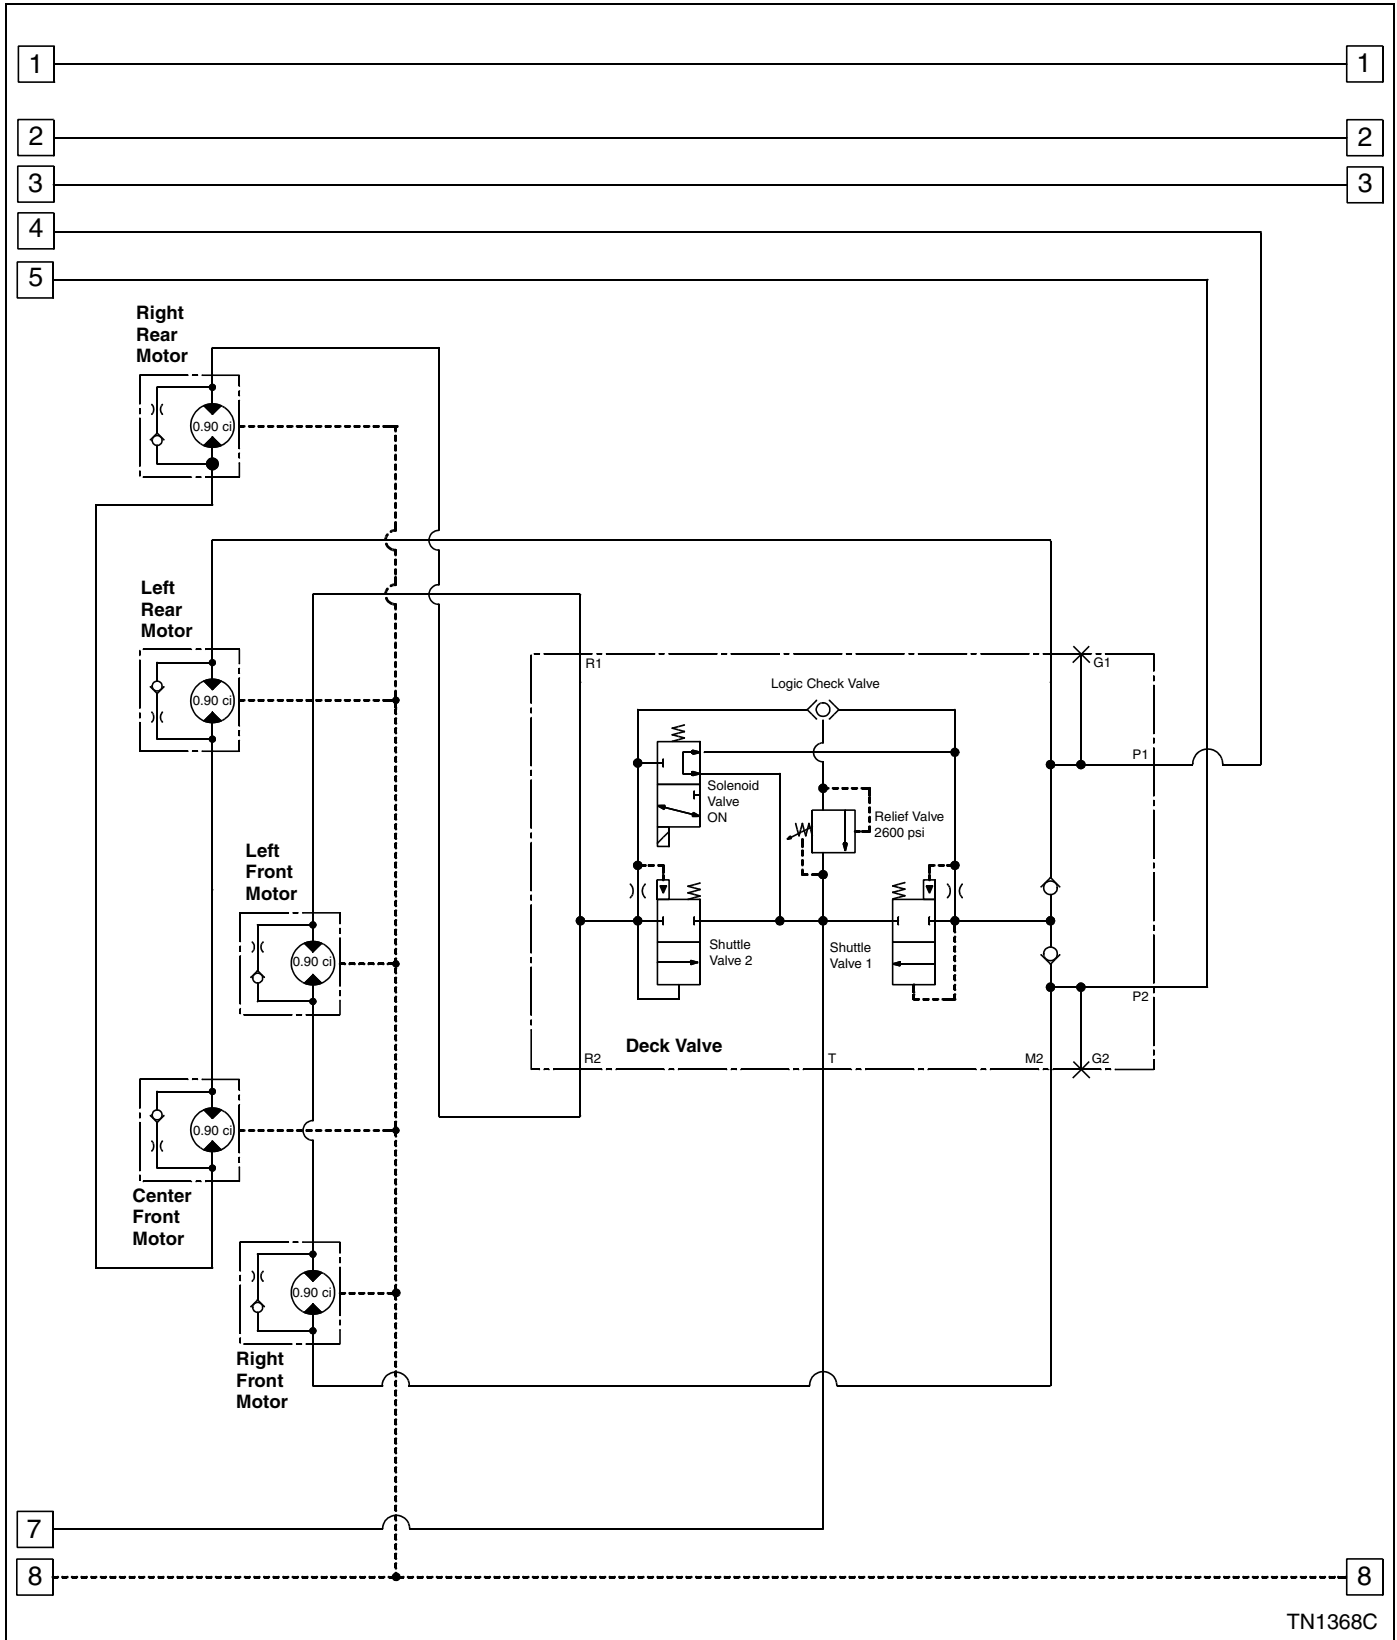 1 1
2 2
3 3
4
5
Right
Rear
Motor
0.90 ci
Left
Rear
Motor
0.90 ci
R1
G1
Logic Check Valve
P1
Solenoid
Valve
ON
Relief Valve
2600 psi
Left
Front
Motor
0.90 ci
Shuttle
Valve 2
Shuttle
Valve 1
P2
Deck Valve
R2
T
M2
G2
0.90 ci
Center
Front
Motor
0.90 ci
Right
Front
Motor
7
8 8
TN1368C